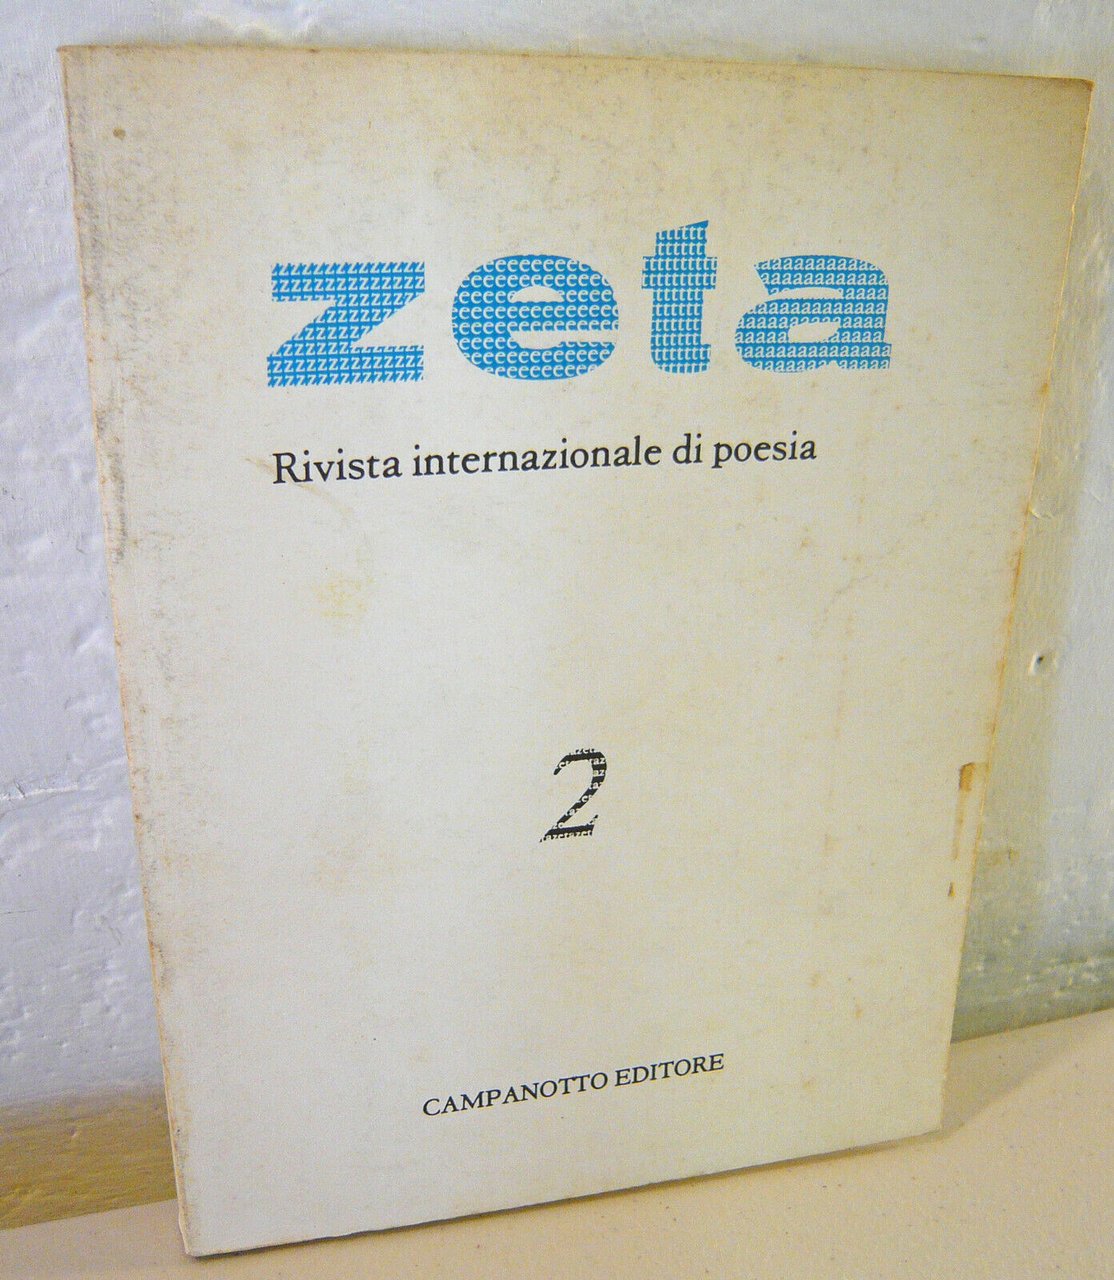 zeta
Rivista internazionale di poesia
2
CAMPANOTTO EDITORE